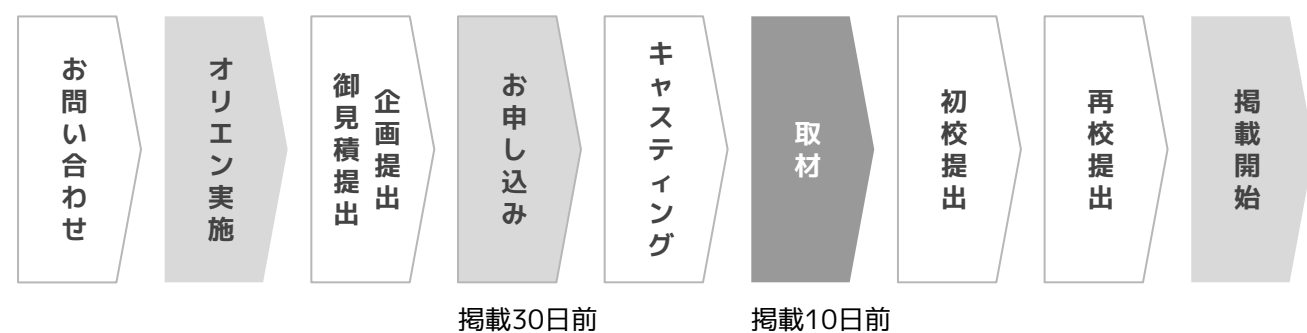 お問い合わせ
オリエン実施
企画提出
御見積提出
お申し込み
キャスティング
取材
初校提出
再校提出
掲載開始
掲載30日前
掲載10日前